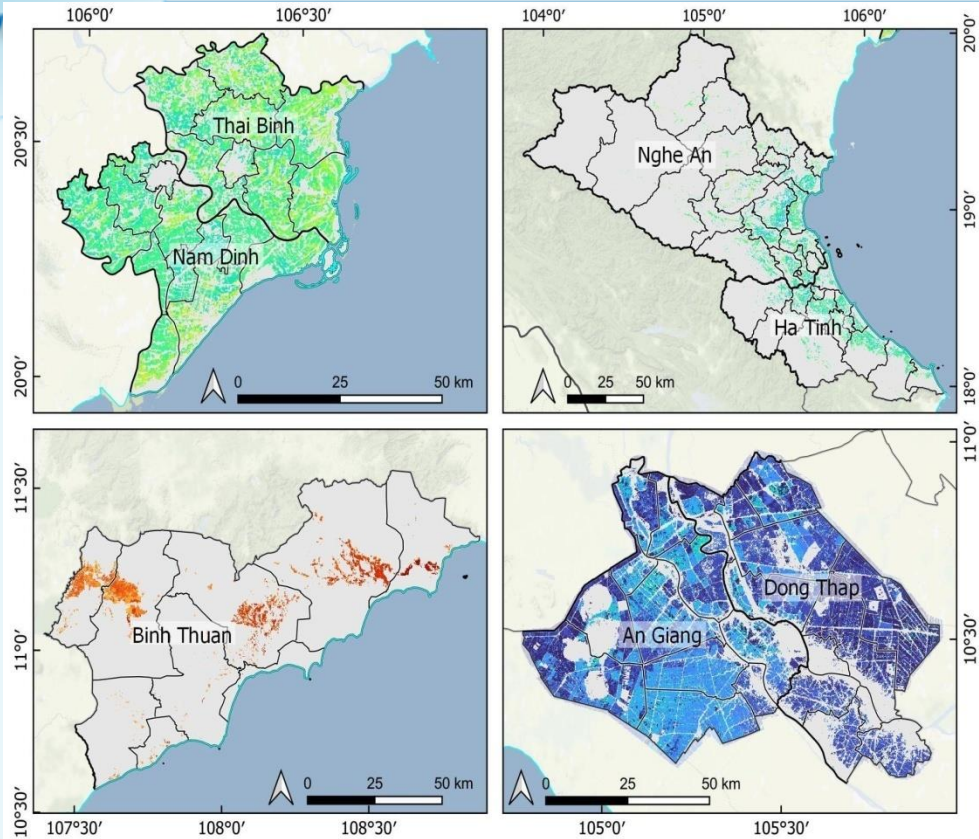 106°0′ 106°30′
104°0′ 105°0′ 106°0′
20°30′
20°0′
Thai Binh
Nam Dinh
0 25 50 km
20°0′
19°0′
18°0′
Nghe An
Ha Tinh
0 25 50 km
11°30′
11°0′
10°30′
Binh Thuan
0 25 50 km
107°30′ 108°0′ 108°30′
11°0′
10°30′
Dong Thap
An Giang
0 25 50 km
105°0′ 105°30′